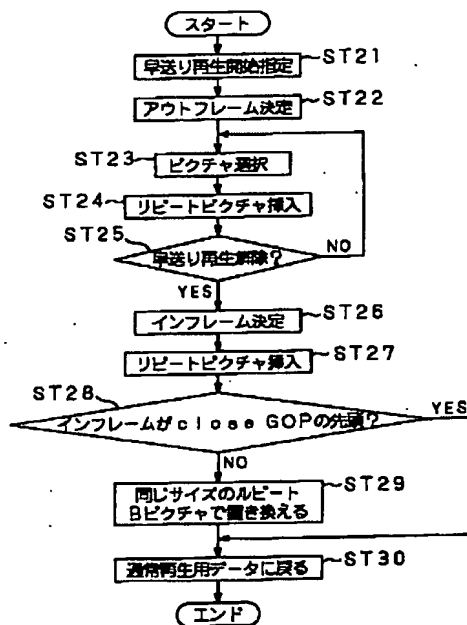 スタート
早送り再生開始指定
ST21
アウトフレーム決定
ST22
ST23
ピクチャ選択
ST24
リピートピクチャ挿入
ST25
早送り再生解除?
NO
YES
インフレーム決定
ST26
リピートピクチャ挿入
ST27
ST28
インフレームがclose GOPの先頭?
YES
NO
同じサイズのルピート
Bピクチャで置き換える
ST29
通常再生用データに戻る
ST30
エンド